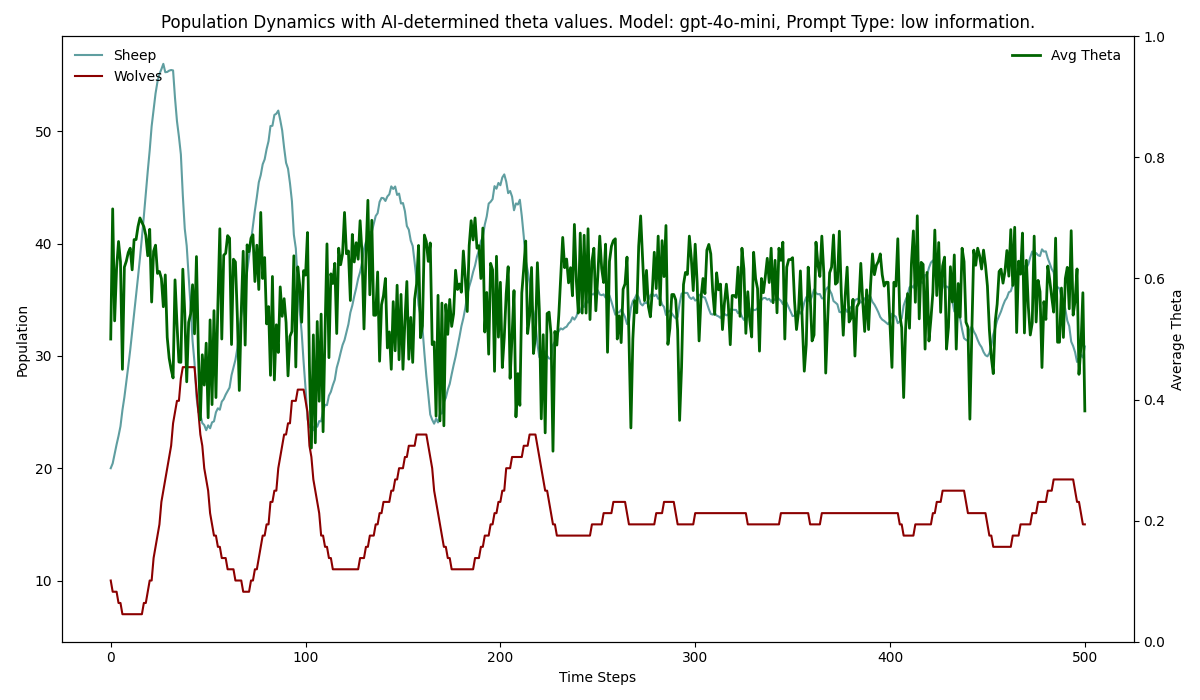 Population Dynamics with AI-determined theta values. Model: gpt-4o-mini, Prompt Type: low information.
Sheep
Wolves
Avg Theta
Population
50
40
30
20
10
1.0
0.8
0.6
0.4
0.2
0.0
Average Theta
0 100 200 300 400 500
Time Steps